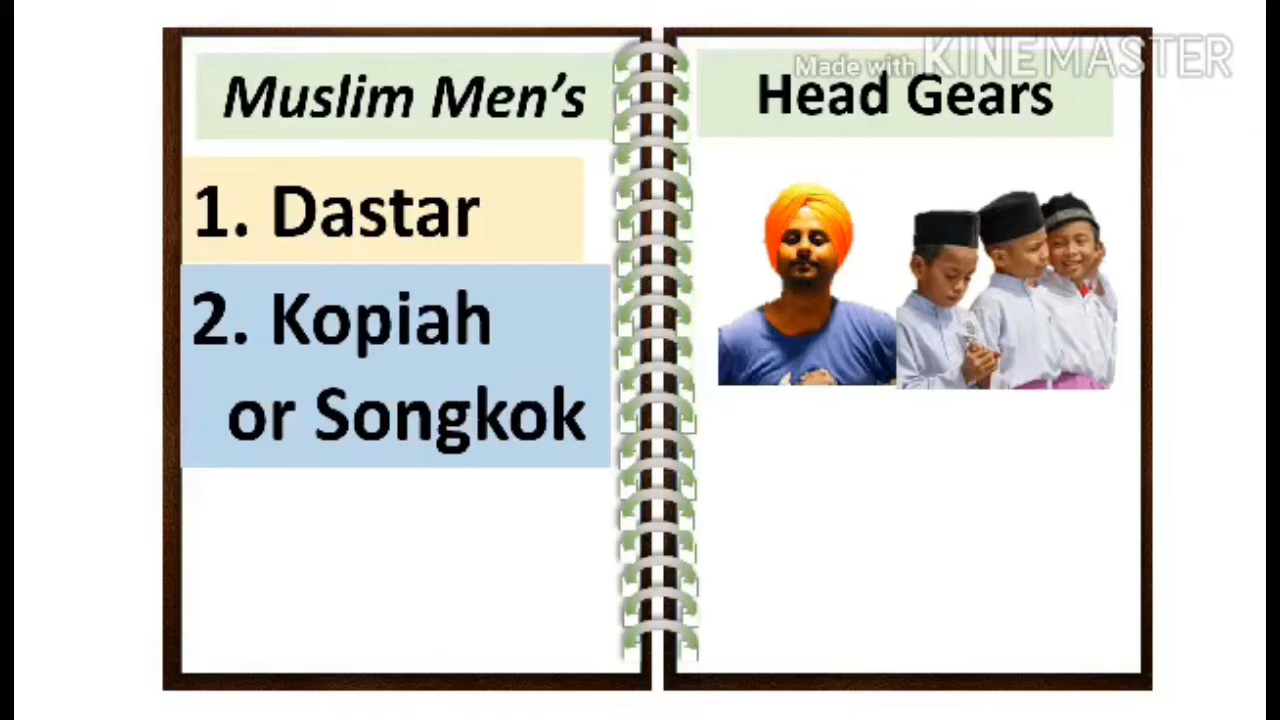 Muslim Men's
Head Gears
Made with KINEMASTER
1. Dastar
2. Kopiah
or Songkok